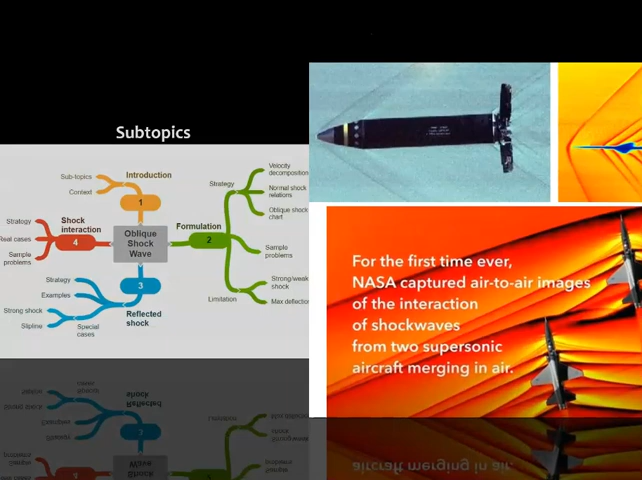 Subtopics
Sub-topics
Context
Introduction
1
Strategy
Real cases
Sample
problems
Shock
interaction
4
Oblique
Shock
Wave
Formulation
2
Strategy
Velocity
decomposition
Normal shock
relations
Oblique shock
chart
Sample
problems
Limitation
Strong/weak
shock
Max deflection
3
Reflected
shock
Strategy
Examples
Special
cases
Strong shock
Slipline
For the first time ever,
NASA captured air-to-air images
of the interaction
of shockwaves
from two supersonic
aircraft merging in air.